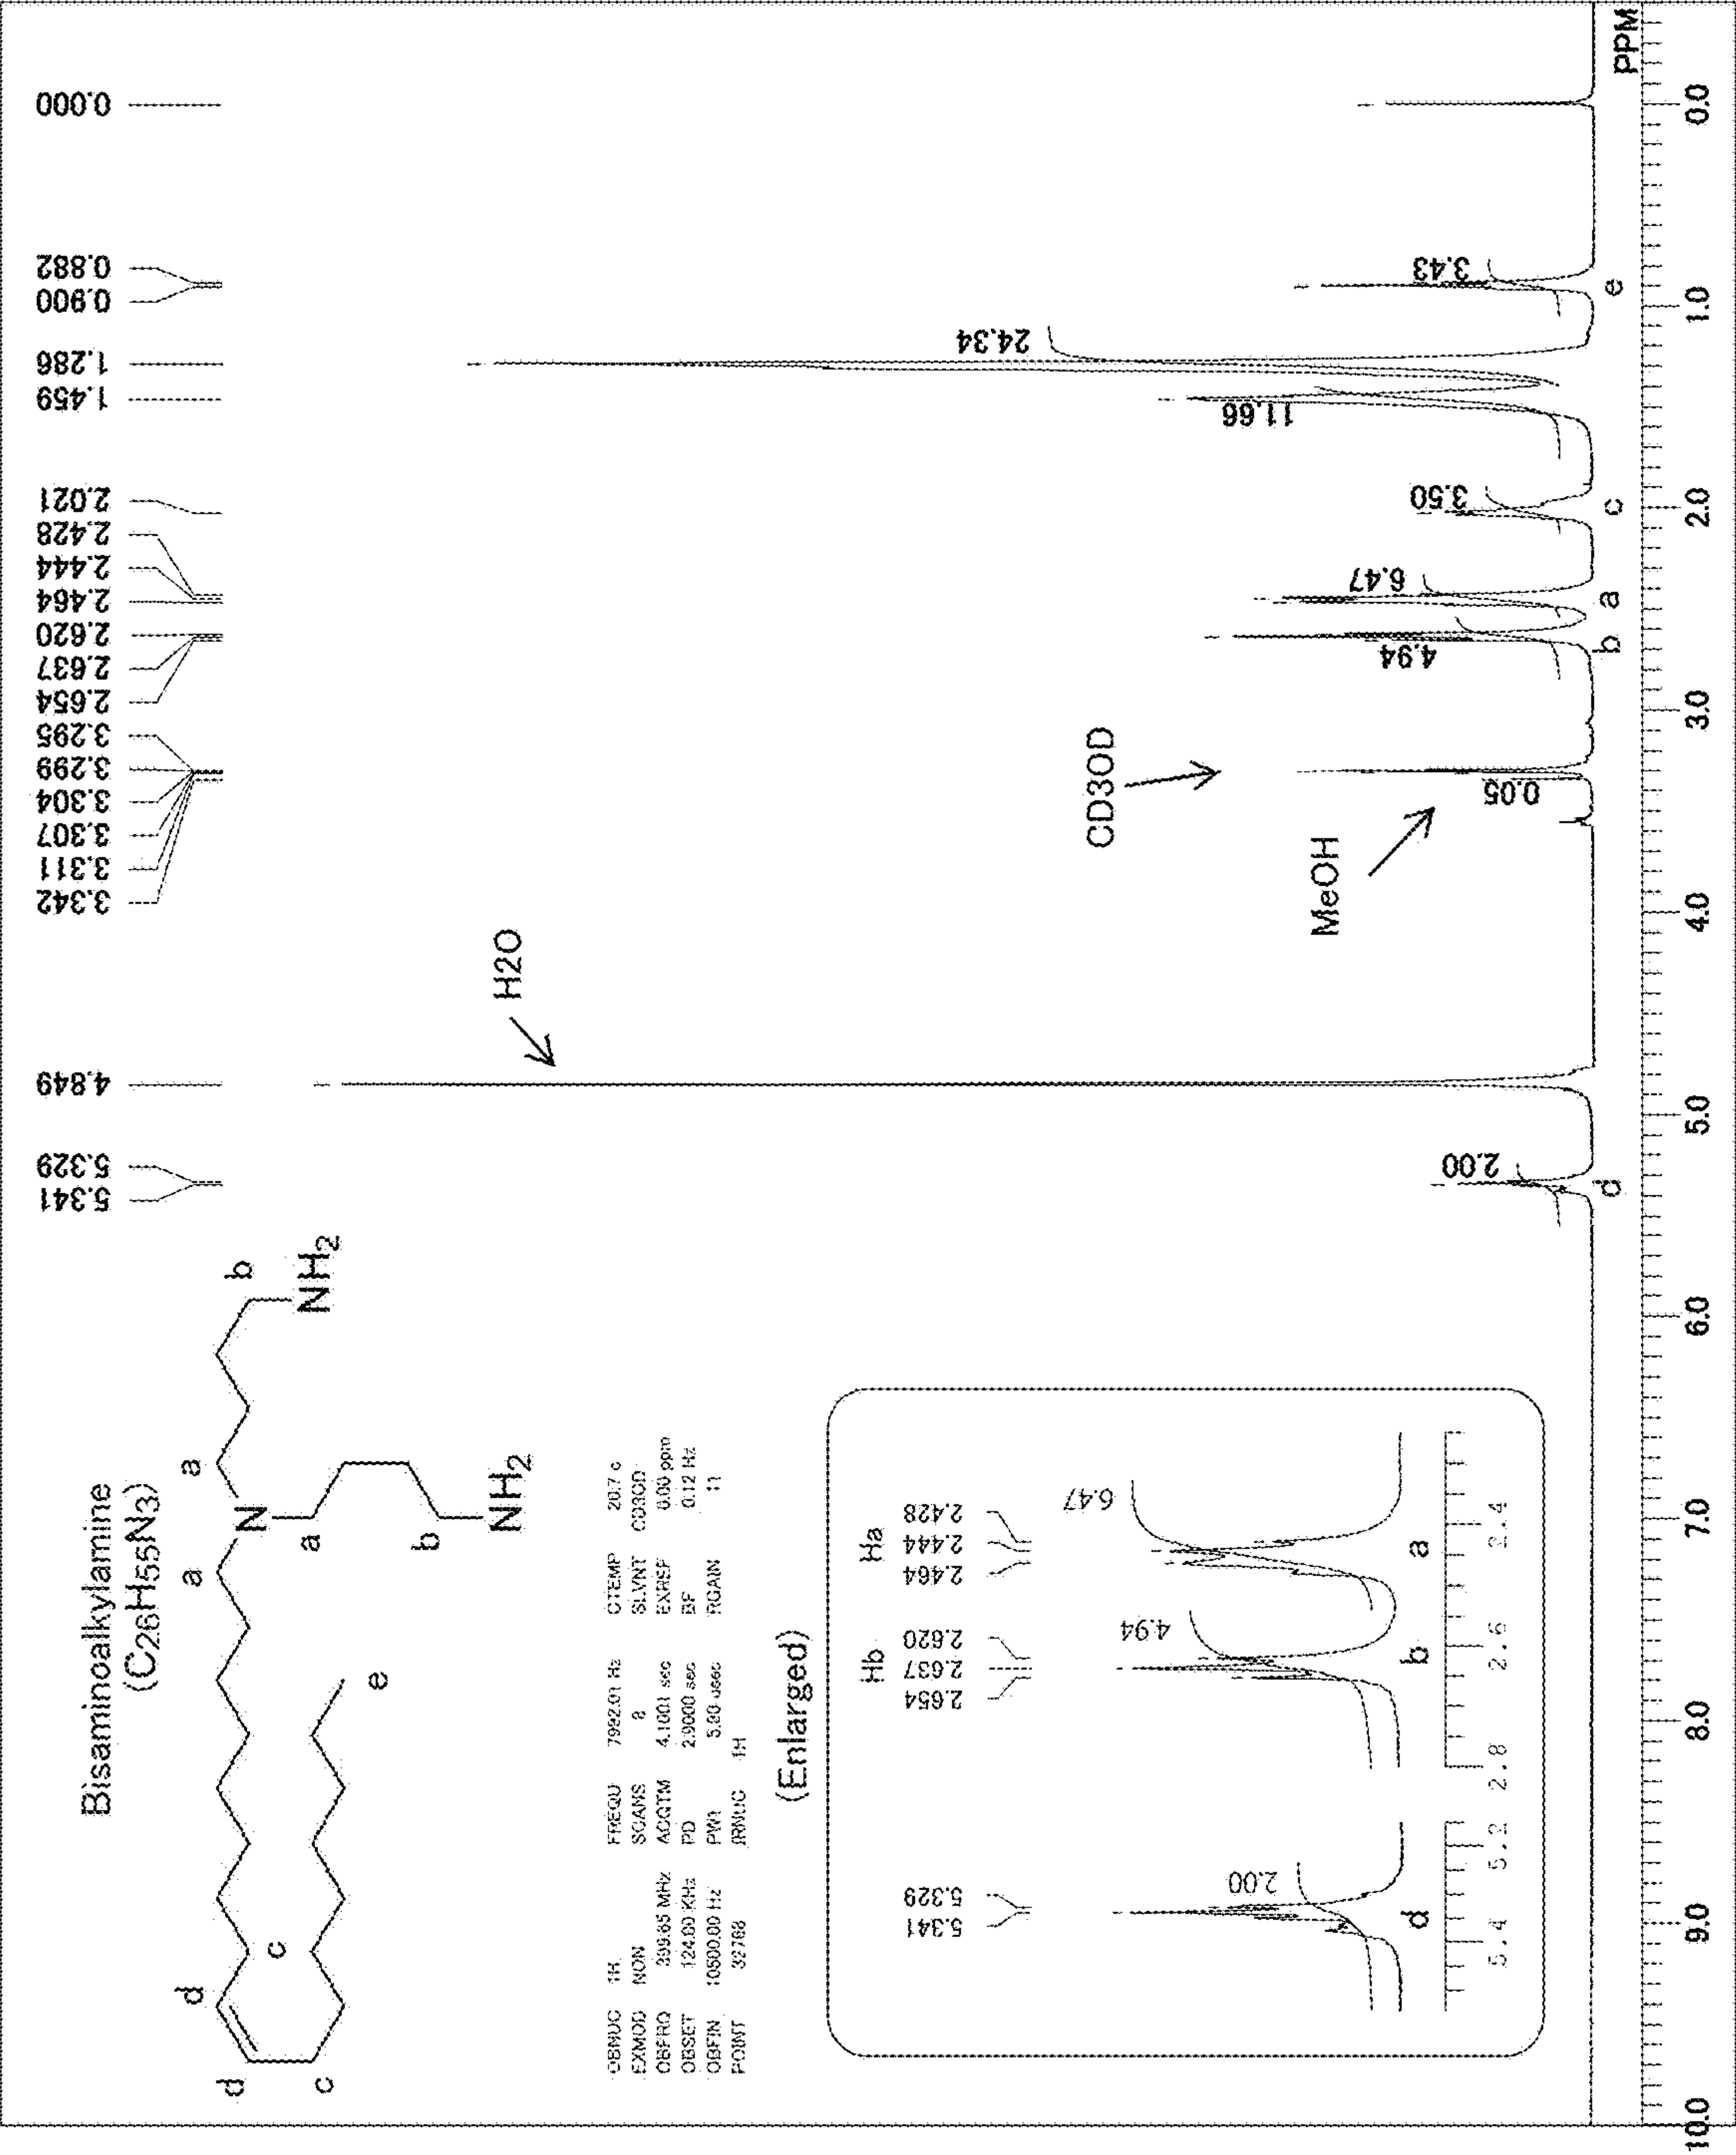 Bisaminoalkylamine
(C26H55N3)
d
d
c
c
e
a
a
a
b
b
N
NH2
NH2
H2O
CD3OD
MeOH
5.341
5.329
4.849
3.342
3.311
3.307
3.304
3.299
3.295
2.654
2.637
2.620
2.464
2.444
2.428
2.021
1.459
1.286
0.900
0.882
0.000
OBNUC 1H
EXMOD NON
OBFRQ 399.65 MHz
OBSET 124.00 KHz
OBFIN 10500.00 Hz
POINT 32768
FREQU 7992.01 Hz
SCANS 8
ACQTM 4.1001 sec
PD 2.9000 sec
PW1 5.80 usec
IRNUC 1H
CTEMP 20.7 c
SLVNT CD3OD
EXREF 0.00 ppm
BF 0.12 Hz
RGAIN 11
(Enlarged)
5.341
5.329
2.00
d
5.4 5.2
Hb
2.654
2.637
2.620
4.94
b
Ha
2.464
2.444
2.428
6.47
a
2.8 2.6 2.4
2.00
0.05
4.94
6.47
3.50
11.66
24.34
3.43
d
b
a
c
e
PPM
10.0 9.0 8.0 7.0 6.0 5.0 4.0 3.0 2.0 1.0 0.0